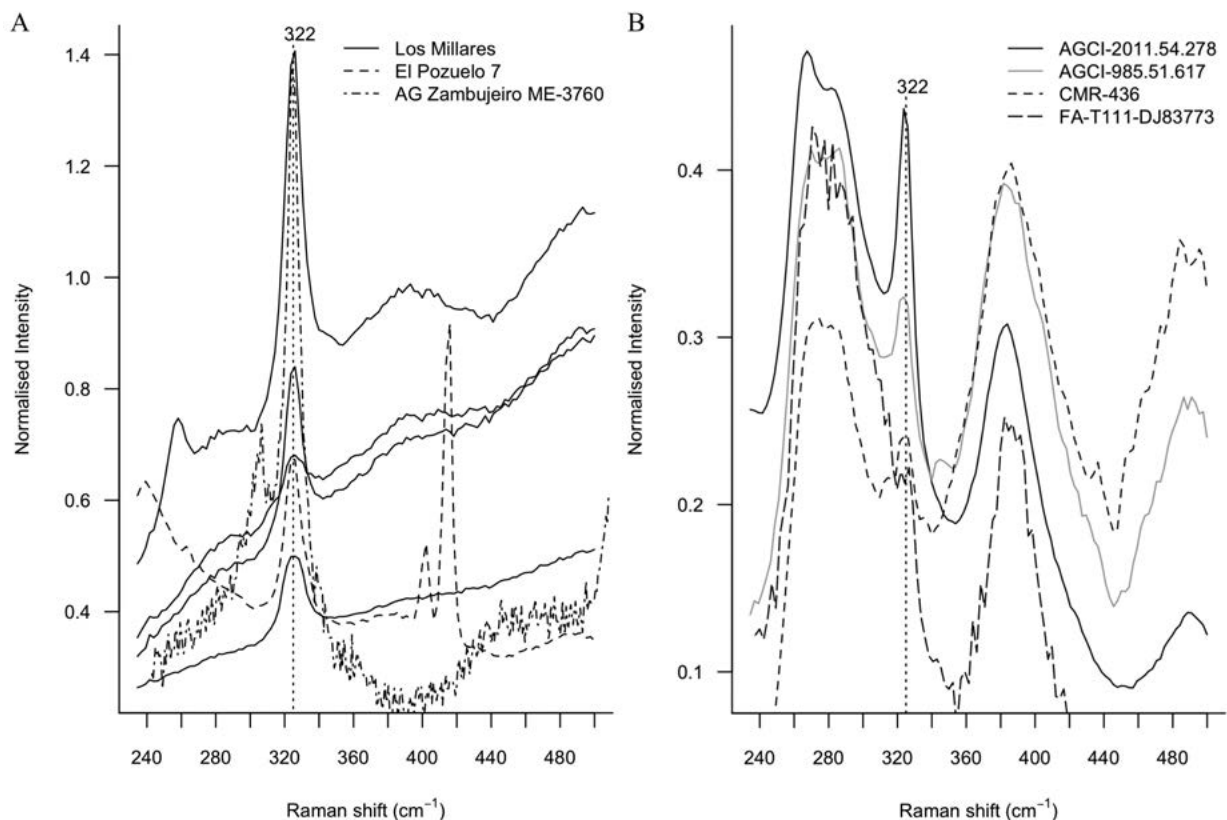 A
322
Los Millares
El Pozuelo 7
AG Zambujeiro ME-3760
1.4
1.2
1.0
0.8
0.6
0.4
Normalised Intensity
240 280 320 360 400 440 480
Raman shift (cm⁻¹)
B
322
AGCI-2011.54.278
AGCI-985.51.617
CMR-436
FA-T111-DJ83773
0.4
0.3
0.2
0.1
Normalised Intensity
240 280 320 360 400 440 480
Raman shift (cm⁻¹)